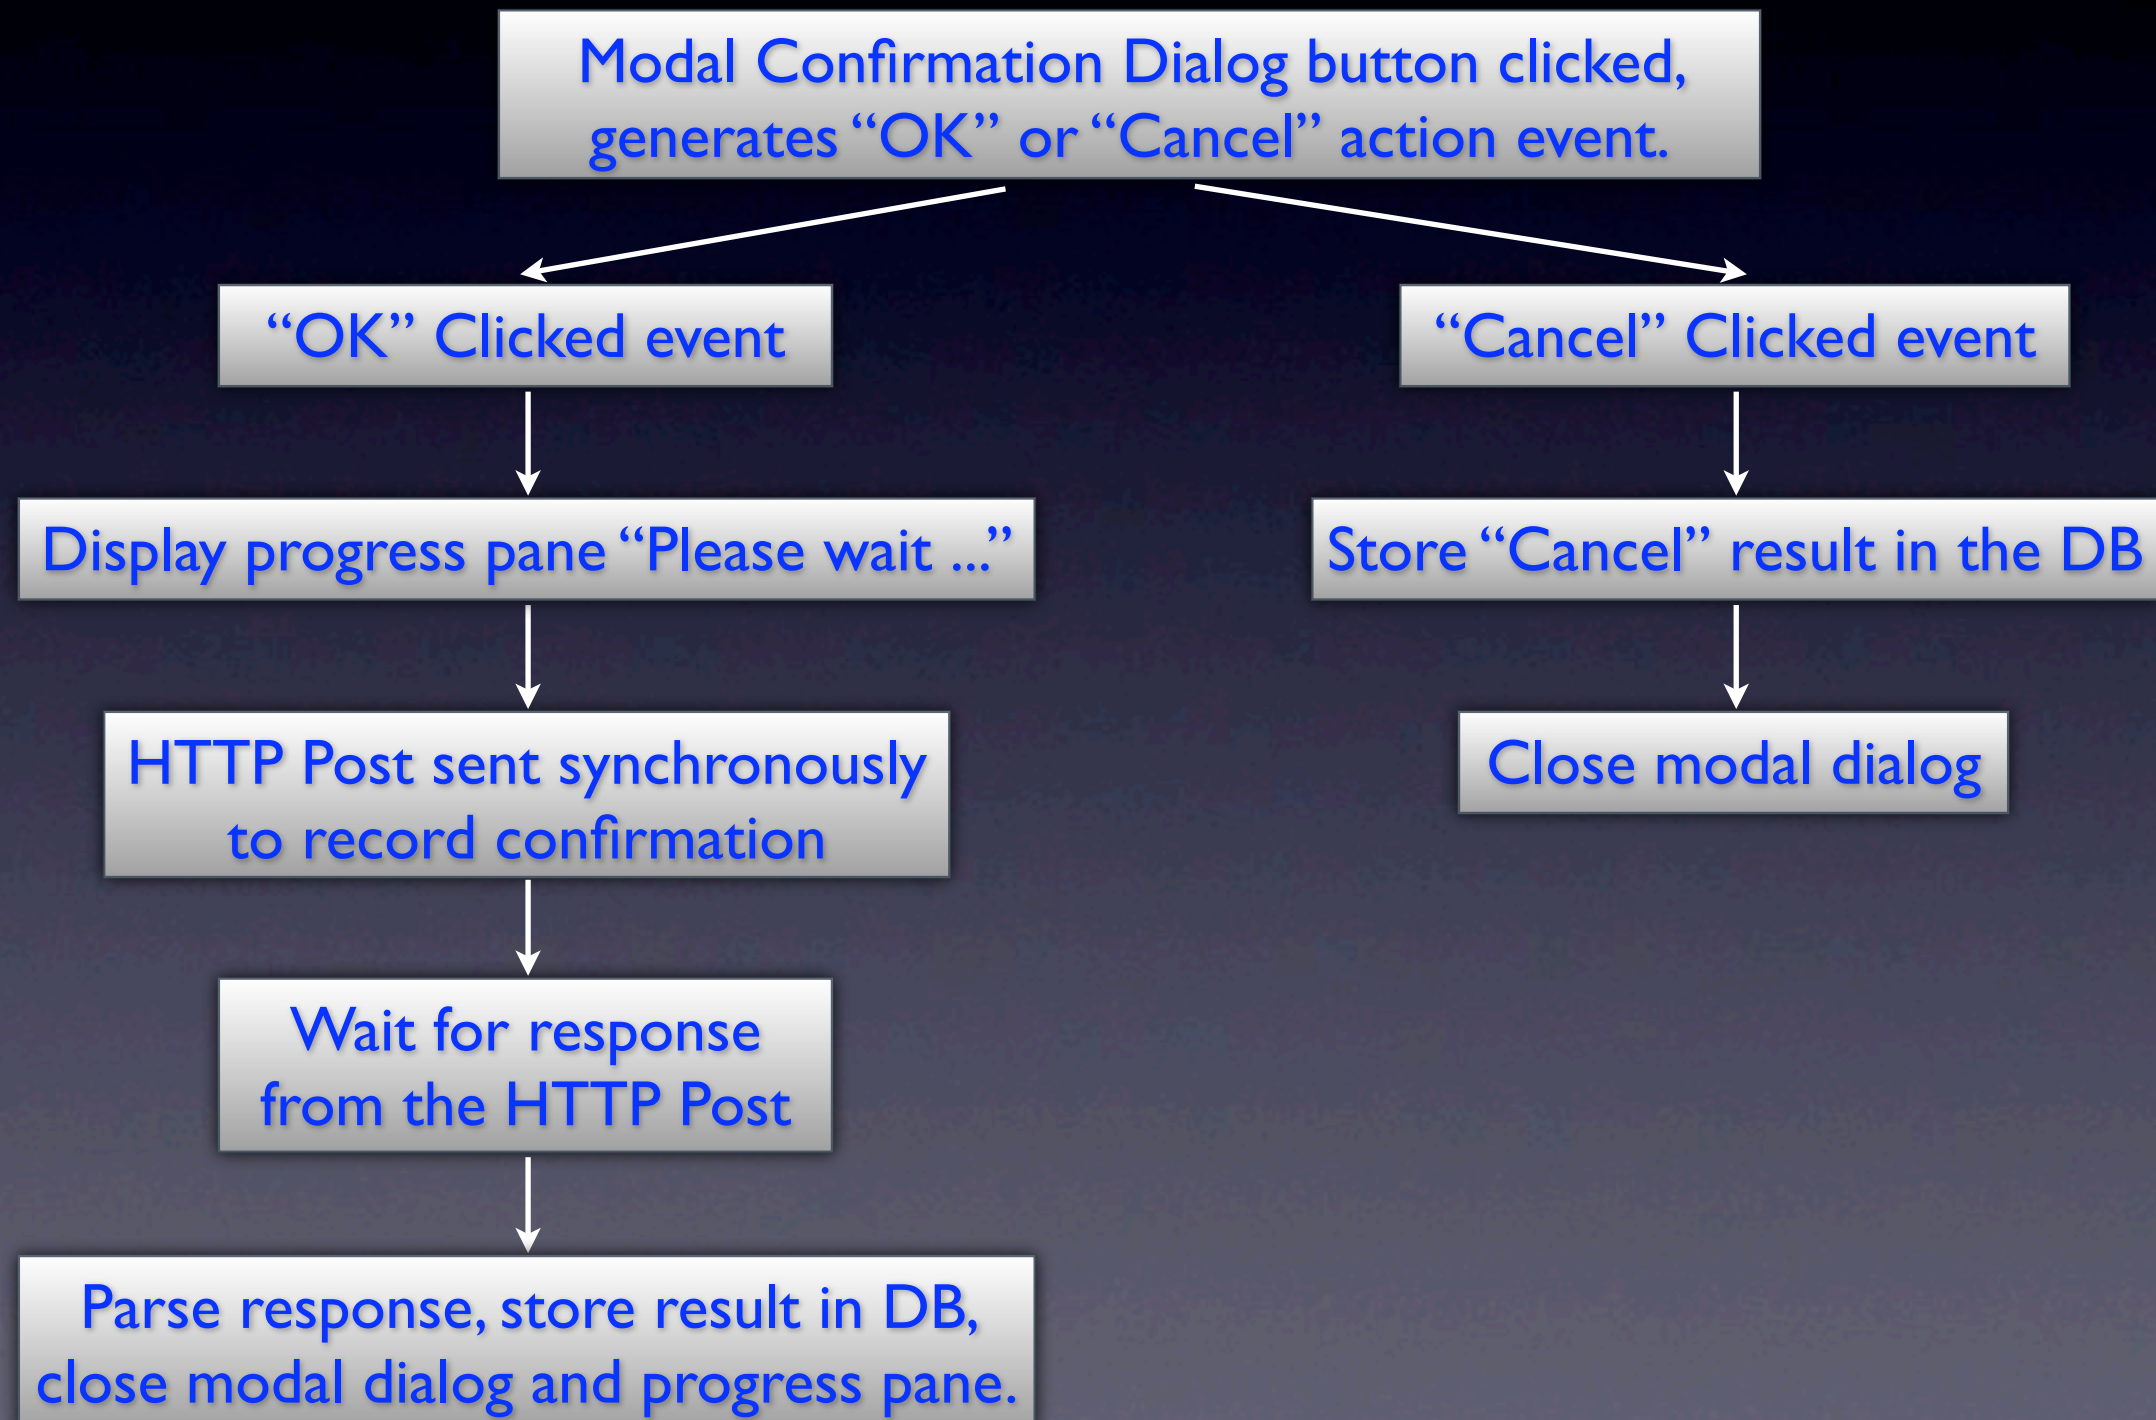 Modal Confirmation Dialog button clicked,
generates “OK” or “Cancel” action event.
“OK” Clicked event
“Cancel” Clicked event
Display progress pane “Please wait ...”
Store “Cancel” result in the DB
HTTP Post sent synchronously
to record confirmation
Close modal dialog
Wait for response
from the HTTP Post
Parse response, store result in DB,
close modal dialog and progress pane.